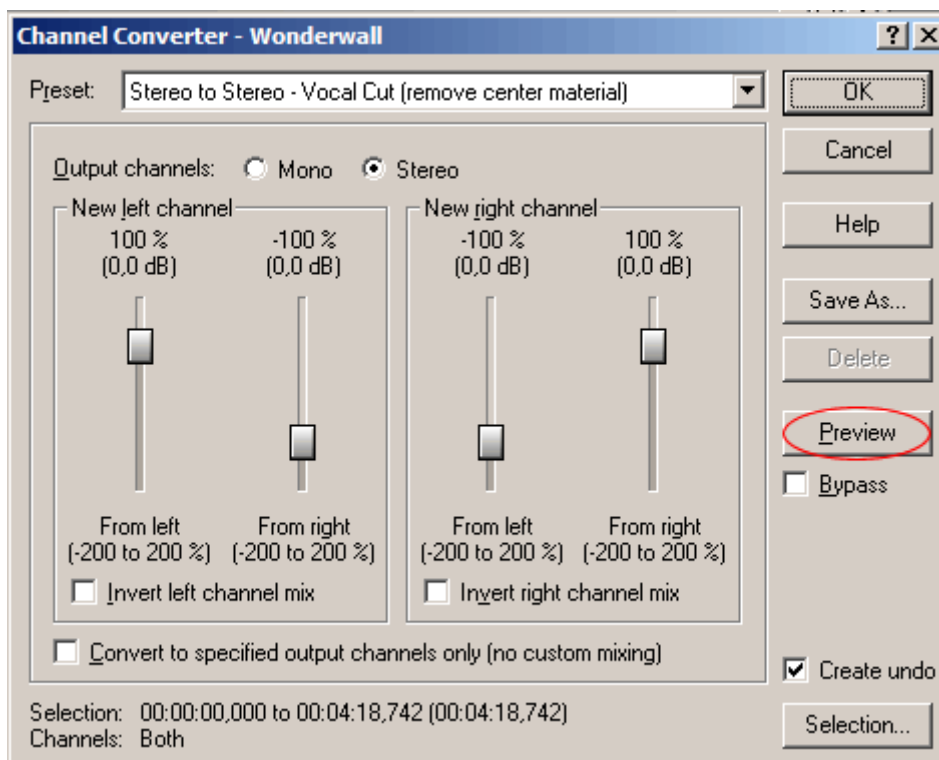 Channel Converter - Wonderwall
Preset: Stereo to Stereo - Vocal Cut (remove center material)
OK
Cancel
Help
Save As...
Delete
Preview
Bypass
Output channels: Mono Stereo
New left channel
100 % -100 %
(0,0 dB) (0,0 dB)
From left From right
(-200 to 200 %) (-200 to 200 %)
Invert left channel mix
New right channel
-100 % 100 %
(0,0 dB) (0,0 dB)
From left From right
(-200 to 200 %) (-200 to 200 %)
Invert right channel mix
Convert to specified output channels only (no custom mixing)
Create undo
Selection: 00:00:00,000 to 00:04:18,742 (00:04:18,742)
Channels: Both
Selection...